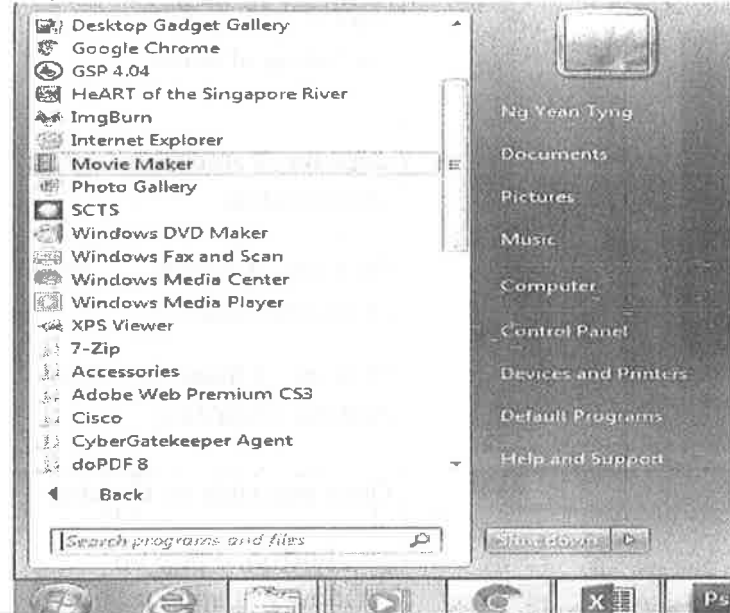 Desktop Gadget Gallery
Google Chrome
GSP 4.04
HeART of the Singapore River
ImgBurn
Internet Explorer
Movie Maker
Photo Gallery
SCTS
Windows DVD Maker
Windows Fax and Scan
Windows Media Center
Windows Media Player
XPS Viewer
7-Zip
Accessories
Adobe Web Premium CS3
Cisco
CyberGatekeeper Agent
doPDF 8
Back
Search programs and files
Ng Yean Tyng
Documents
Pictures
Music
Computer
Control Panel
Devices and Printers
Default Programs
Help and Support
Shut down
X
Ps